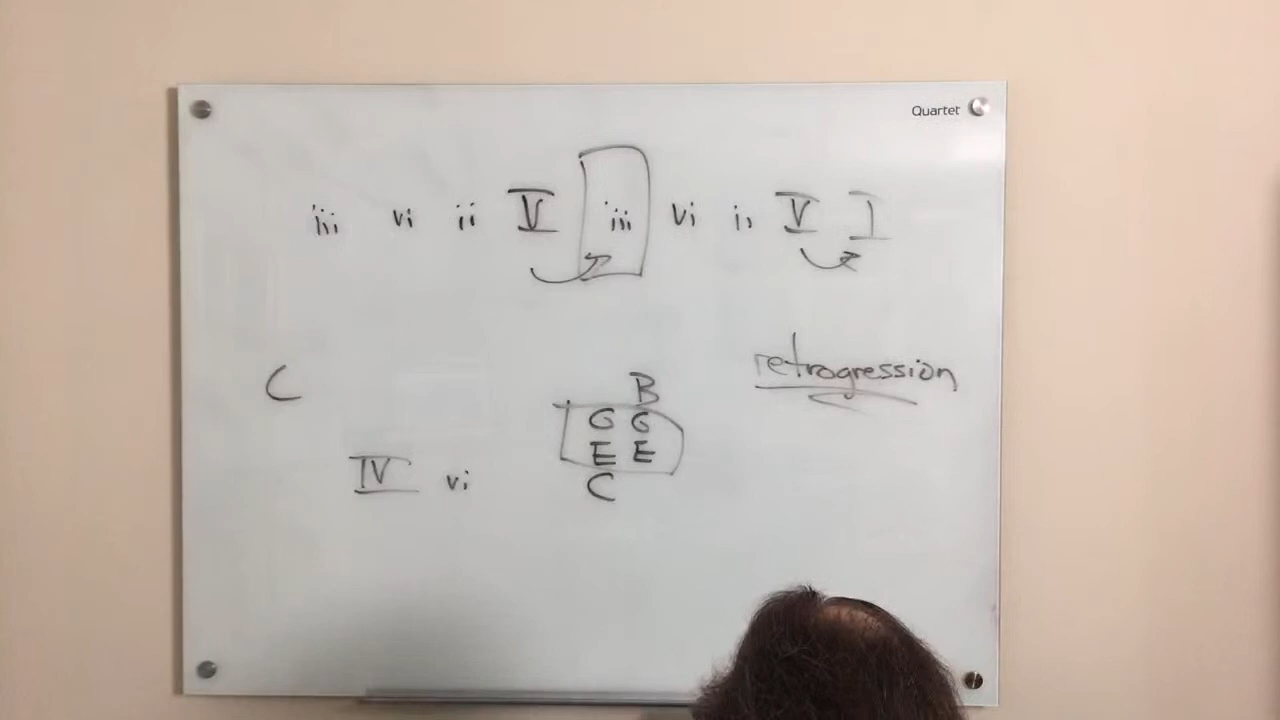 Quartet
iii vi ii V iii vi ii V I
retrogression
C
B
G G
E E
C
IV vi